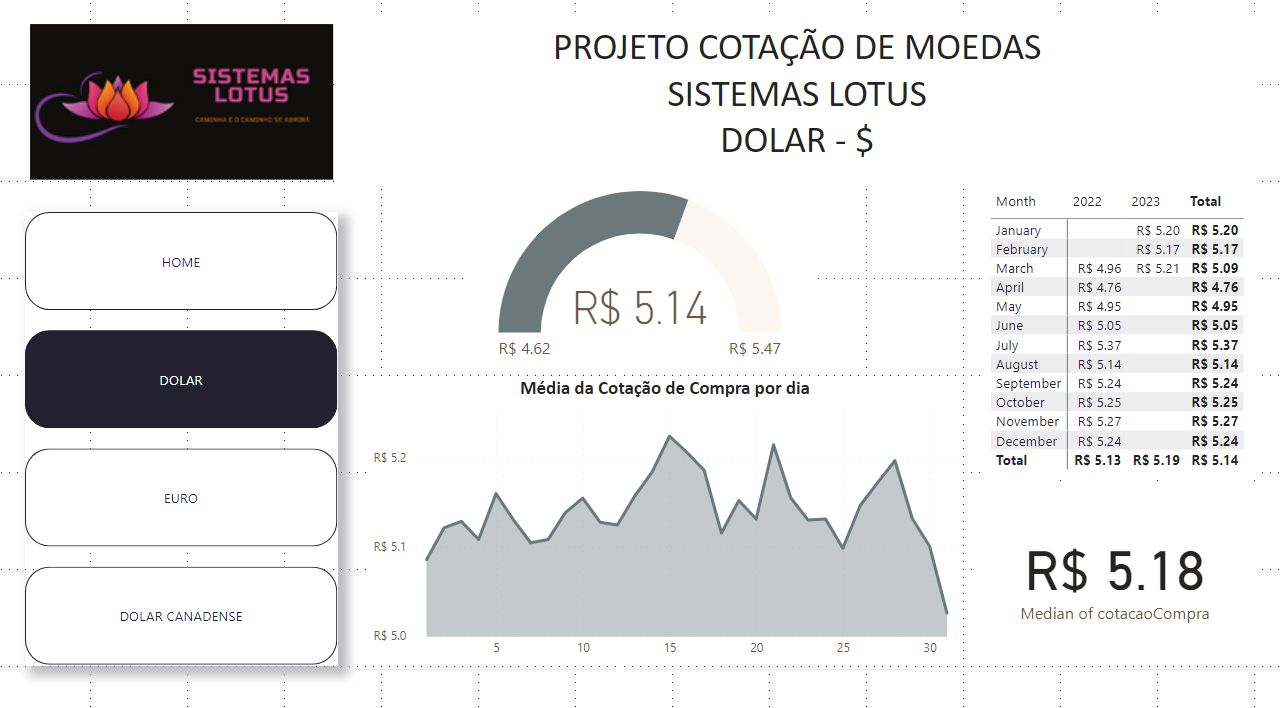 SISTEMAS
LOTUS
CAMINHA E O CAMINHO SE ABRIRÁ
PROJETO COTAÇÃO DE MOEDAS
SISTEMAS LOTUS
DOLAR - $
HOME
DOLAR
EURO
DOLAR CANADENSE
R$ 5.14
R$ 4.62 R$ 5.47
Média da Cotação de Compra por dia
R$ 5.2
R$ 5.1
R$ 5.0
5 10 15 20 25 30
Month 2022 2023 Total
January R$ 5.20 R$ 5.20
February R$ 5.17 R$ 5.17
March R$ 4.96 R$ 5.21 R$ 5.09
April R$ 4.76 R$ 4.76
May R$ 4.95 R$ 4.95
June R$ 5.05 R$ 5.05
July R$ 5.37 R$ 5.37
August R$ 5.14 R$ 5.14
September R$ 5.24 R$ 5.24
October R$ 5.25 R$ 5.25
November R$ 5.27 R$ 5.27
December R$ 5.24 R$ 5.24
Total R$ 5.13 R$ 5.19 R$ 5.14
R$ 5.18
Median of cotacaoCompra